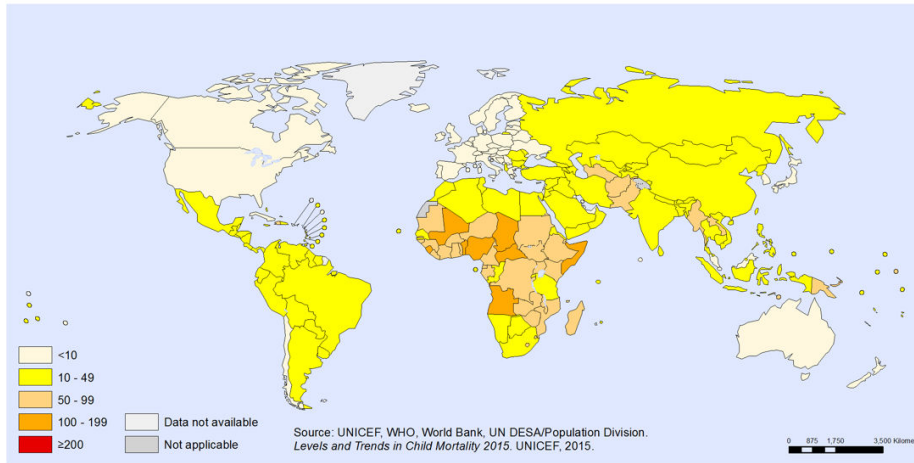 <10
10 - 49
50 - 99
100 - 199
≥200
Data not available
Not applicable
Source: UNICEF, WHO, World Bank, UN DESA/Population Division.
Levels and Trends in Child Mortality 2015. UNICEF, 2015.
0 875 1,750 3,500 Kilome